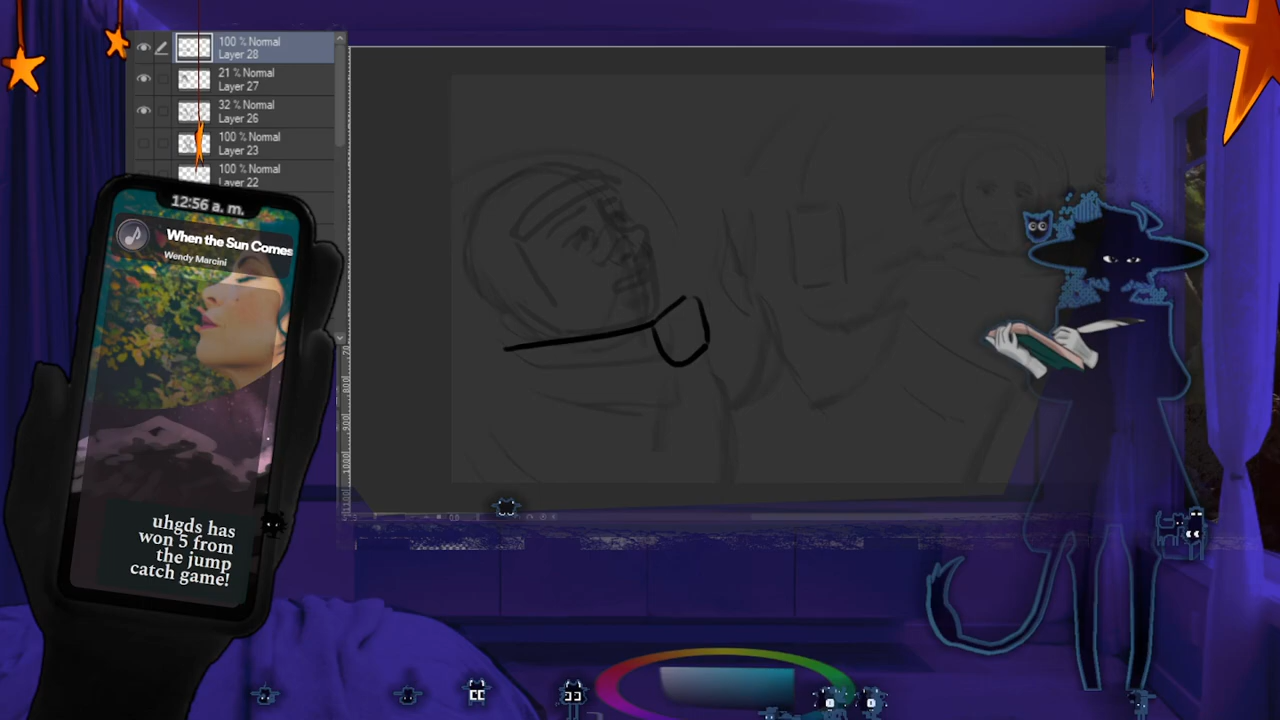 100 % Normal
Layer 28
21 % Normal
Layer 27
32 % Normal
Layer 26
100 % Normal
Layer 23
100 % Normal
Layer 22
12:56 a. m.
When the Sun Comes
Wendy Marcini
uhgds has
won 5 from
the jump
catch game!